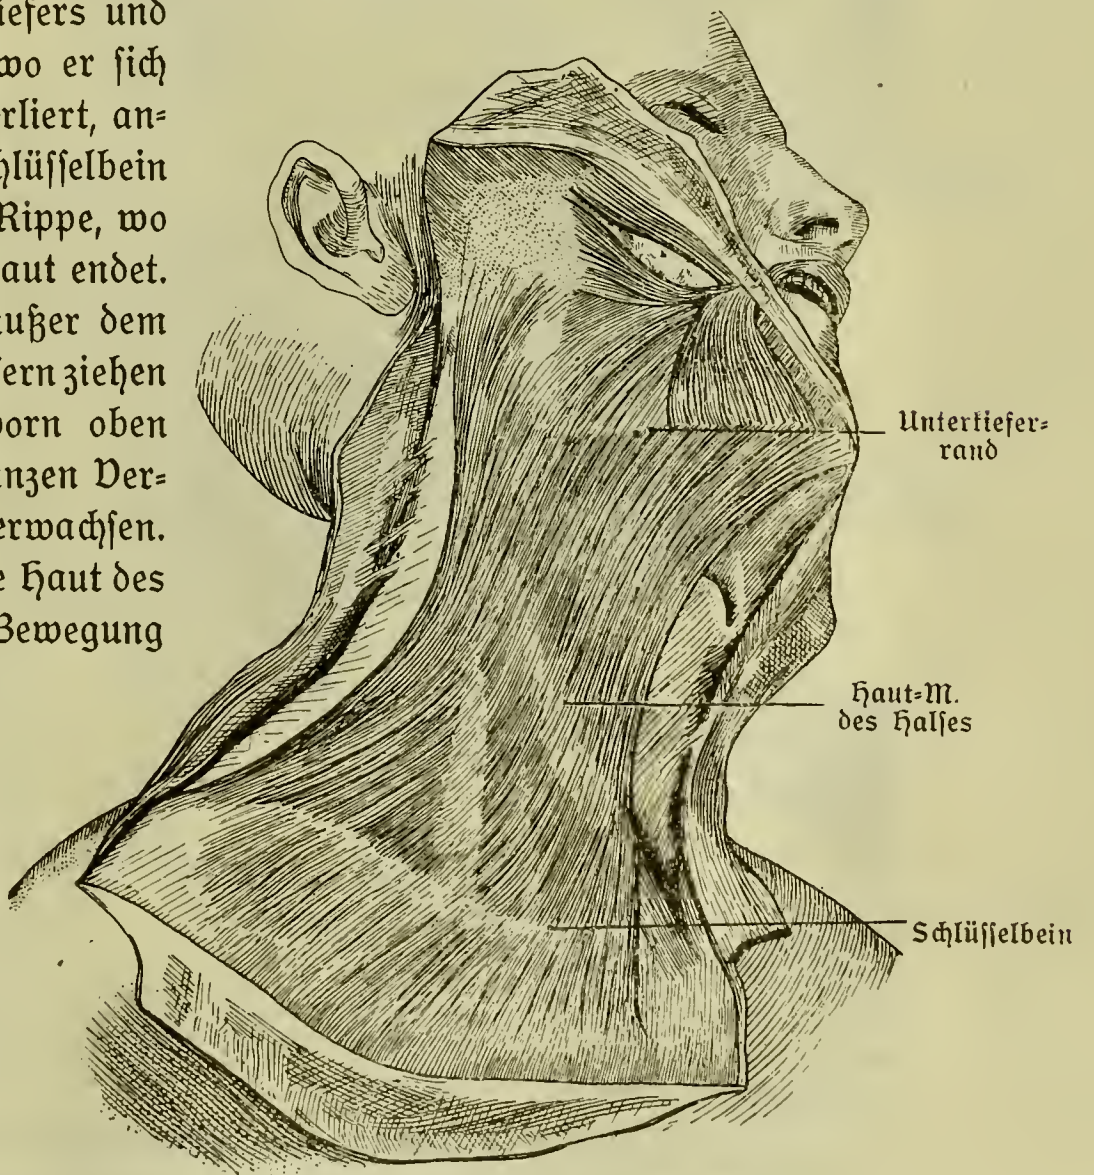 iefers und
wo er ſich
rliert, an-
hlüſſelbein
Rippe, wo
aut endet.
ußer dem
fern ziehen
orn oben
nzen Ver-
erwachſen.
e Haut des
Bewegung
Unterkiefer-
rand
Haut-M.
des Halſes
Schlüſſelbein